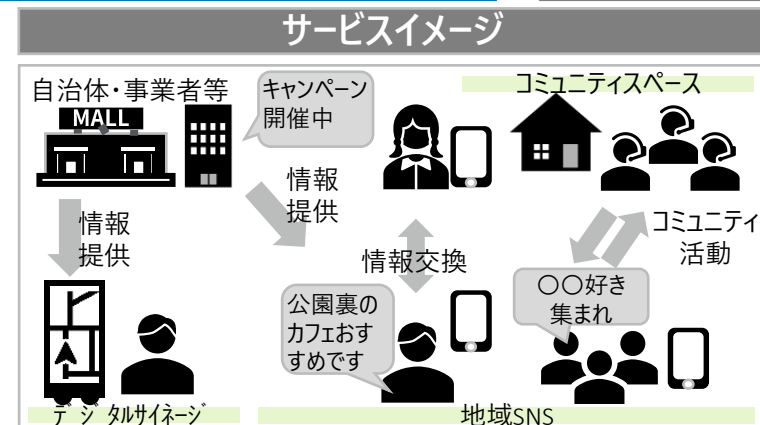 サービスイメージ
自治体・事業者等
MALL
キャンペーン
開催中
コミュニティスペース
情報
提供
情報
提供
情報交換
コミュニティ
活動
公園裏の
カフェおす
すめです
〇〇好き
集まれ
デジタルサイネージ
地域SNS